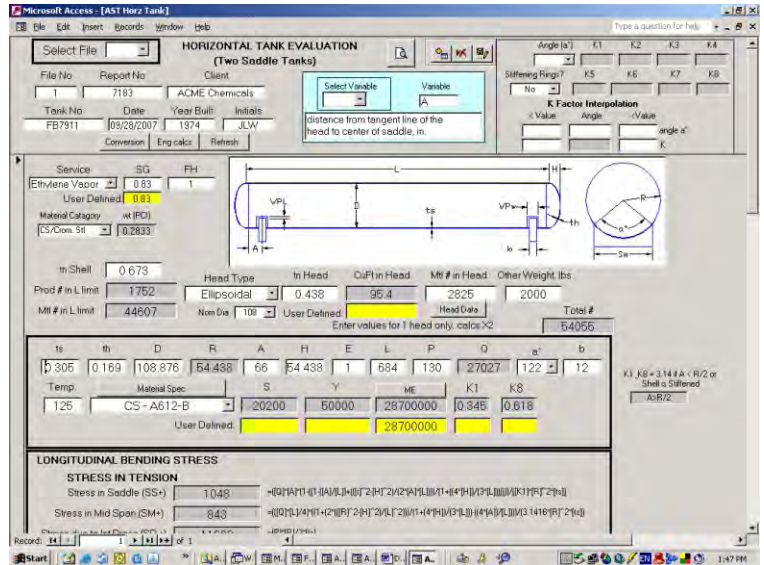 Microsoft Access - [AST Horz Tank]
File Edit Insert Records Window Help Type a question for help
Select File
HORIZONTAL TANK EVALUATION
(Two Saddle Tanks)
File No Report No Client
1 7183 ACME Chemicals
Tank No Date Year Built Initials
FB7911 09/28/2007 1974 JLW
Conversion Eng calcs Refresh
Select Variable Variable
A
distance from tangent line of the
head to center of saddle, in.
Angle (a°) K1 K2 K3 K4
Stiffening Rings? K5 K6 K7 K8
No
K Factor Interpolation
< Value Angle <Value
angle a°
K
Service SG FH
Ethylene Vapor 0.83 1
User Defined 0.83
Material Catagory wt (PCI)
CS/Crom. Stl 0.2833
L H
VPL D ts VPw th R
A b a° Sw
tn Shell 0.673
Prod # in L limit 1752
Mtl # in L limit 44607
Head Type tn Head CuFt in Head Mtl # in Head Other Weight. lbs
Ellipsoidal 0.438 95.4 2825 2000
Nom Dia 108 User Defined Head Data
Enter values for 1 head only. calcs X2
Total #
54055
ts th D R A H E L P Q a° b
0.305 0.169 108.876 54.438 66 54.438 1 684 130 27027 122 12
Temp. Material Spec S Y ME K1 K8
125 CS - A612-B 20200 50000 28700000 0.345 0.618
User Defined: 28700000
K1,K8 = 3.14 if A < R/2 or
Shell is Stiffened
A>R/2
LONGITUDINAL BENDING STRESS
STRESS IN TENSION
Stress in Saddle (SS+) 1048
Stress in Mid Span (SM+) 843
Record: 1 of 1
Start 1:47 PM